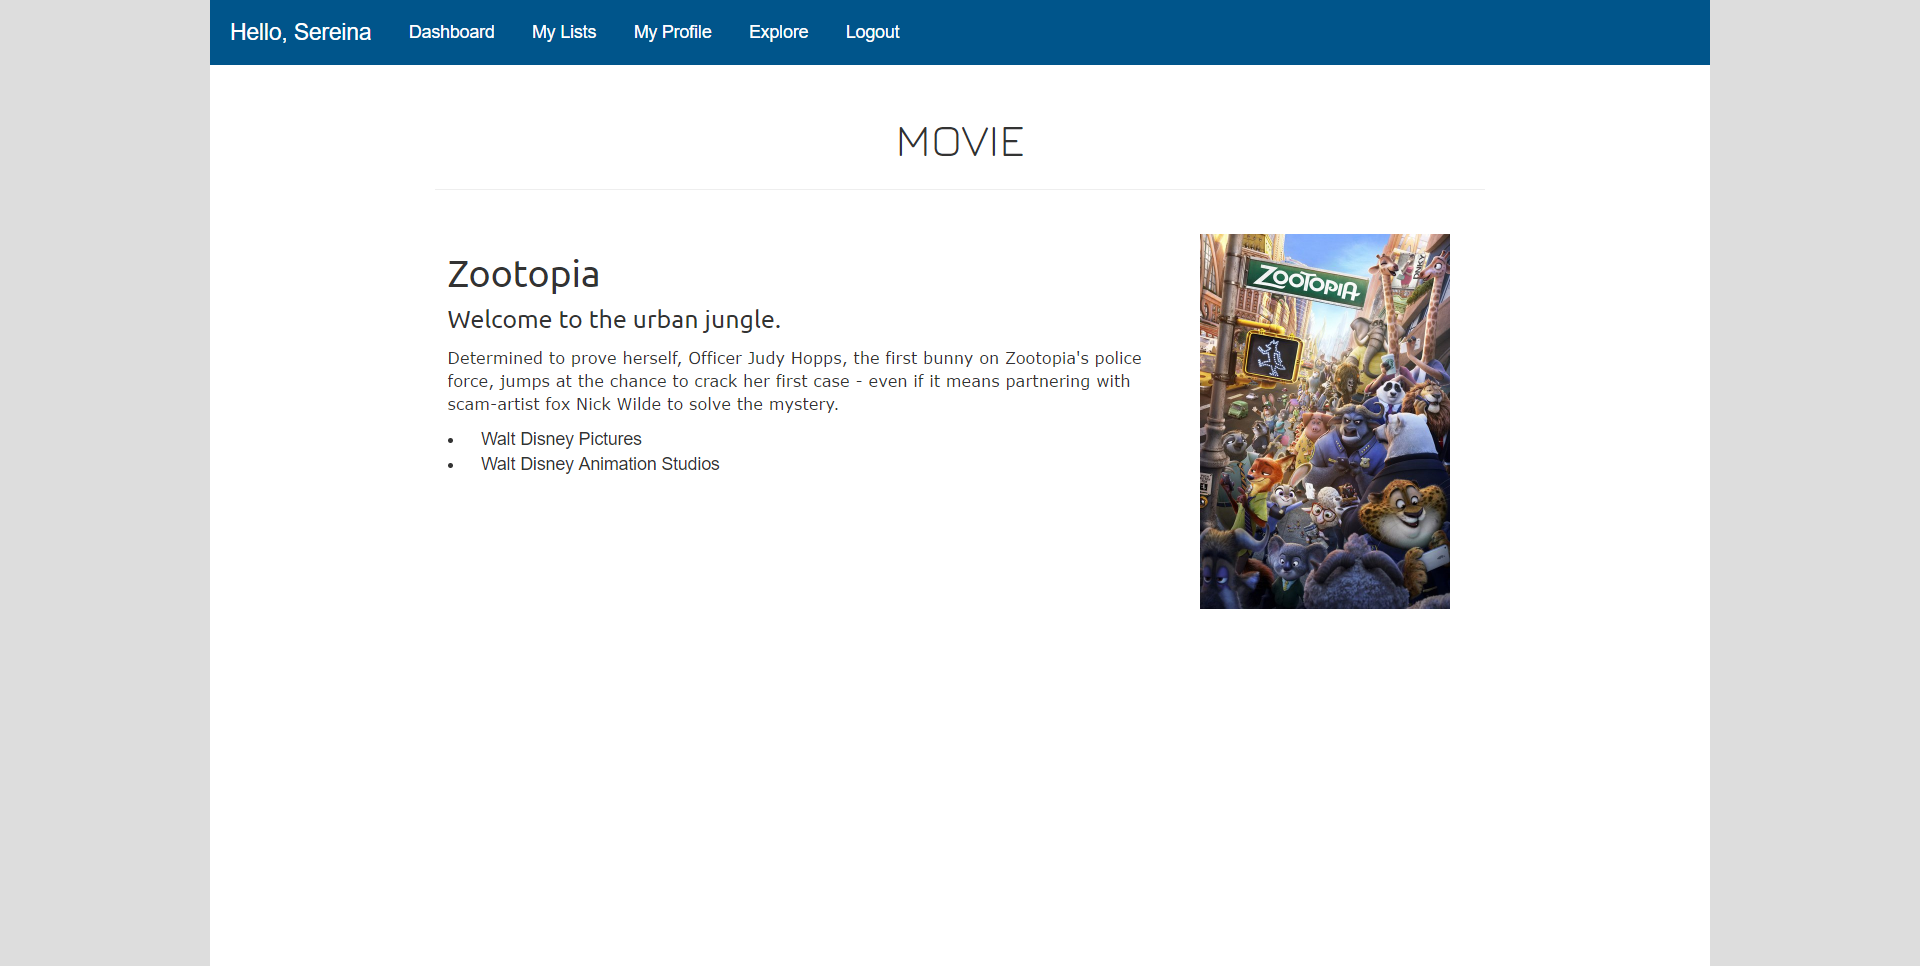 Hello, Sereina Dashboard My Lists My Profile Explore Logout
MOVIE
Zootopia
Welcome to the urban jungle.
Determined to prove herself, Officer Judy Hopps, the first bunny on Zootopia's police
force, jumps at the chance to crack her first case - even if it means partnering with
scam-artist fox Nick Wilde to solve the mystery.
• Walt Disney Pictures
• Walt Disney Animation Studios
ZOOTOPIA
DNKY